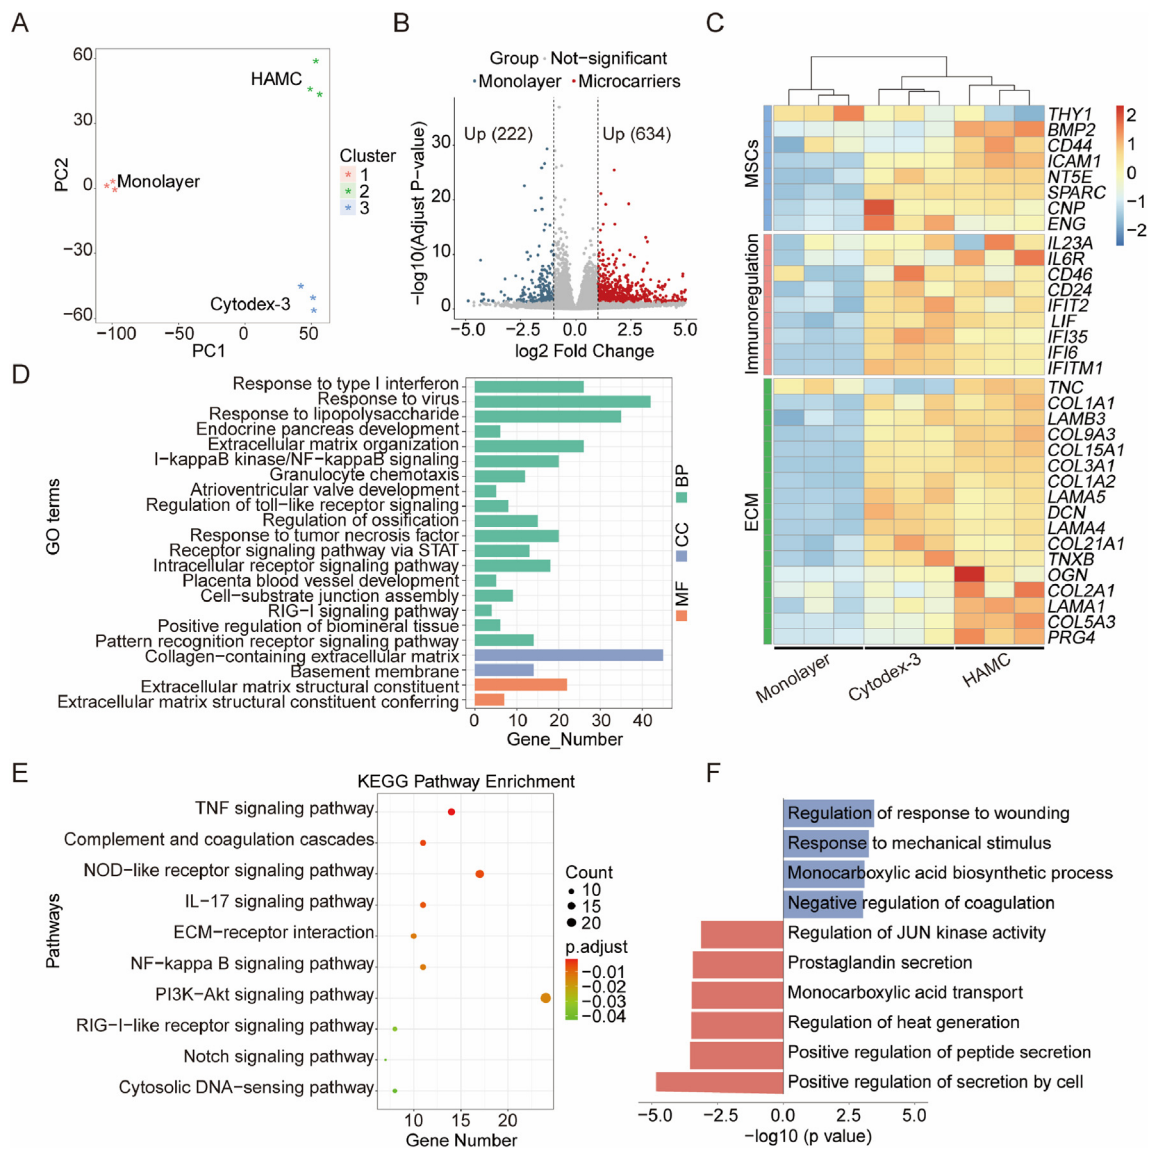 A
60
30
0
−30
−60
PC2
HAMC
Monolayer
Cytodex-3
−100
−50
0
50
PC1
Cluster
1
2
3
B
Group
Not−significant
Monolayer
Microcarriers
Up (222)
Up (634)
30
20
10
0
−log10(Adjust P-value)
−5.0
−2.5
0.0
2.5
5.0
log2 Fold Change
C
MSCs
THY1
BMP2
CD44
ICAM1
NT5E
SPARC
CNP
ENG
Immunoregulation
IL23A
IL6R
CD46
CD24
IFIT2
LIF
IFI35
IFI6
IFITM1
ECM
TNC
COL1A1
LAMB3
COL9A3
COL15A1
COL3A1
COL1A2
LAMA5
DCN
LAMA4
COL21A1
TNXB
OGN
COL2A1
LAMA1
COL5A3
PRG4
Monolayer
Cytodex-3
HAMC
2
1
0
−1
−2
D
GO terms
Response to type I interferon
Response to virus
Response to lipopolysaccharide
Endocrine pancreas development
Extracellular matrix organization
I−kappaB kinase/NF−kappaB signaling
Granulocyte chemotaxis
Atrioventricular valve development
Regulation of toll−like receptor signaling
Regulation of ossification
Response to tumor necrosis factor
Receptor signaling pathway via STAT
Intracellular receptor signaling pathway
Placenta blood vessel development
Cell−substrate junction assembly
RIG−I signaling pathway
Positive regulation of biomineral tissue
Pattern recognition receptor signaling pathway
Collagen−containing extracellular matrix
Basement membrane
Extracellular matrix structural constituent
Extracellular matrix structural constituent conferring
0
10
20
30
40
Gene_Number
BP
CC
MF
E
KEGG Pathway Enrichment
Pathways
TNF signaling pathway
Complement and coagulation cascades
NOD−like receptor signaling pathway
IL−17 signaling pathway
ECM−receptor interaction
NF−kappa B signaling pathway
PI3K−Akt signaling pathway
RIG−I−like receptor signaling pathway
Notch signaling pathway
Cytosolic DNA−sensing pathway
10
15
20
Gene Number
Count
10
15
20
p.adjust
−0.01
−0.02
−0.03
−0.04
F
Regulation of response to wounding
Response to mechanical stimulus
Monocarboxylic acid biosynthetic process
Negative regulation of coagulation
Regulation of JUN kinase activity
Prostaglandin secretion
Monocarboxylic acid transport
Regulation of heat generation
Positive regulation of peptide secretion
Positive regulation of secretion by cell
−5.0
−2.5
0.0
2.5
5.0
−log10 (p value)